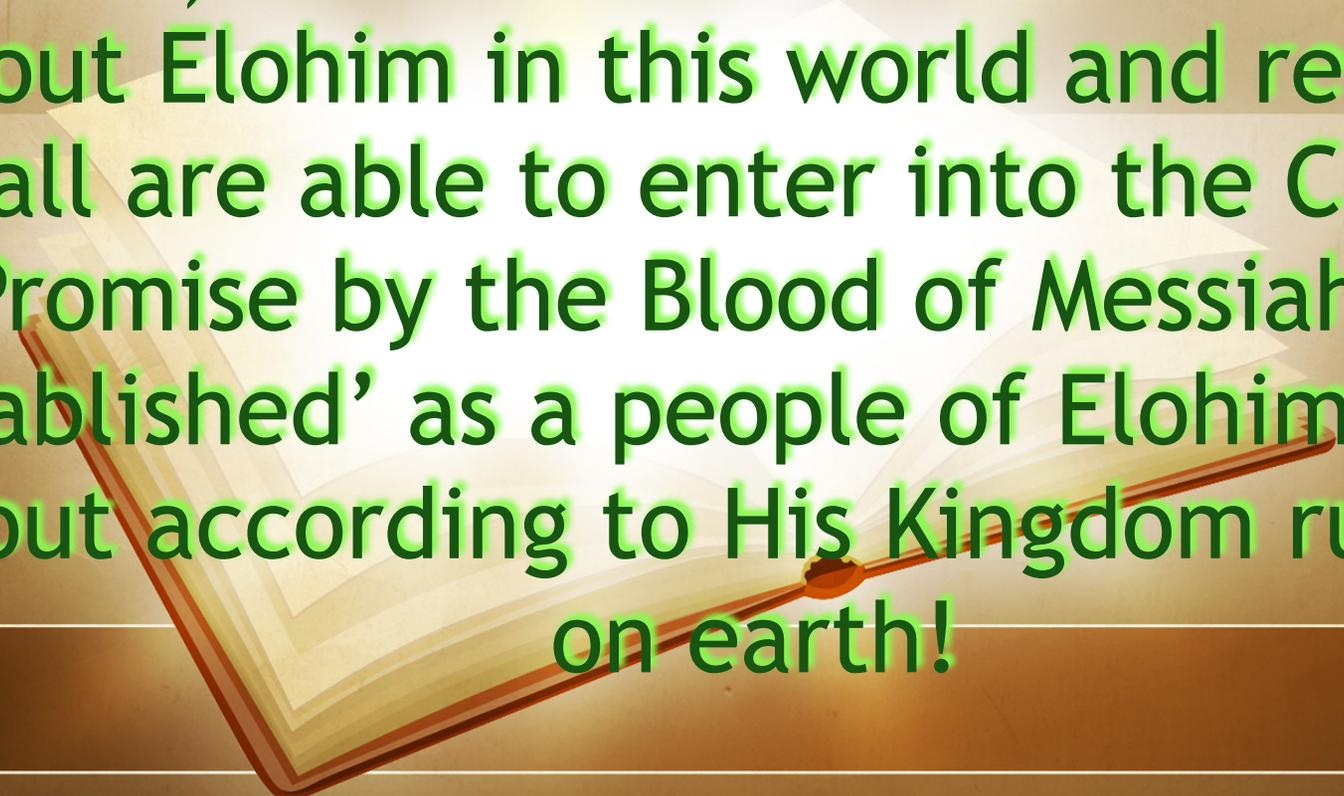 out Elohim in this world and re
all are able to enter into the C
Promise by the Blood of Messiah
ablished’ as a people of Elohim
out according to His Kingdom ru
on earth!